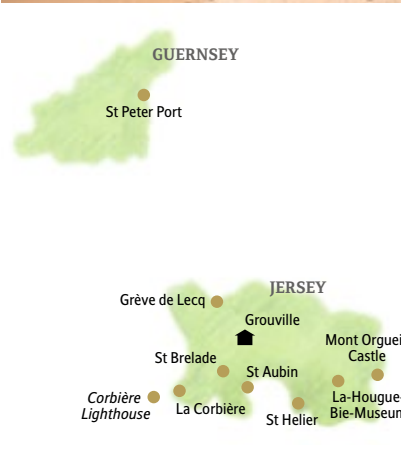 GUERNSEY
St Peter Port
JERSEY
Grève de Lecq
Grouville
Mont Orguei
Castle
St Brelade
St Aubin
Corbière
Lighthouse
La Corbière
St Helier
La-Hougue-
Bie-Museum